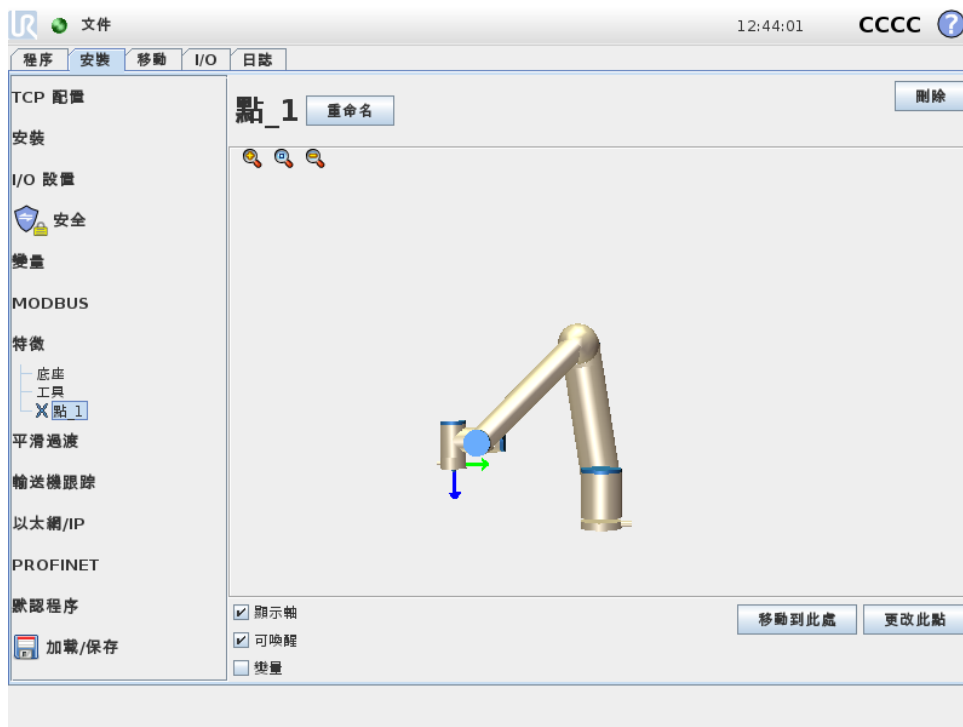 UR 文件 12:44:01 CCCC ?
程序 安裝 移動 I/O 日誌
TCP 配置
安裝
I/O 設置
安全
變量
MODBUS
特徵
底座
工具
點_1
平滑過渡
輸送機跟踪
以太網/IP
PROFINET
默認程序
加載/保存
點_1 重命名 刪除
顯示軸
可喚醒
變量
移動到此處 更改此點